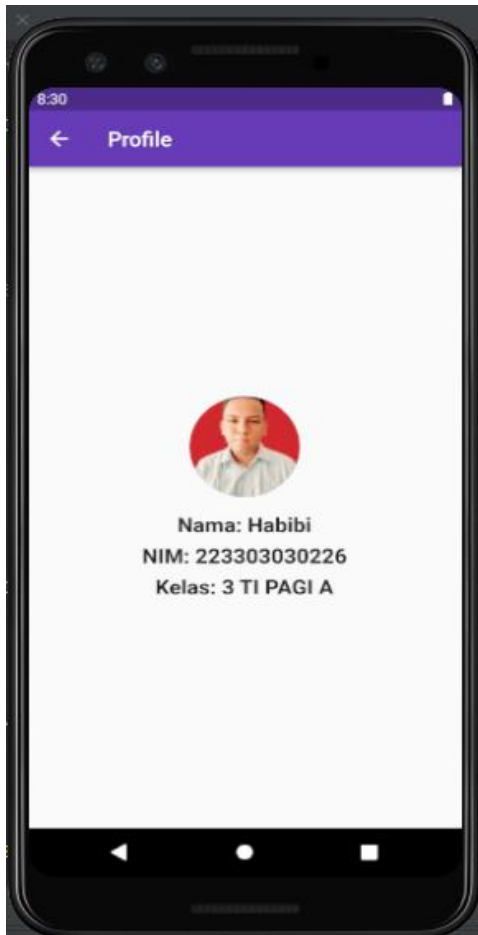 8:30
Profile
Nama: Habibi
NIM: 223303030226
Kelas: 3 TI PAGI A